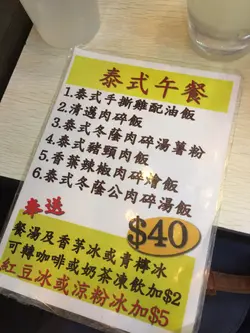 泰式午餐
1.泰式手撕雞配油飯
2.清邁肉碎飯
3.泰式冬蔭肉碎湯薯粉
4.泰式豬頸肉飯
5.香葉辣椒肉碎燴飯
6.泰式冬蔭公肉碎湯飯
奉送
$40
餐湯及香茅冰或青檸冰
可轉咖啡或奶茶凍飲加$2
紅豆冰或涼粉冰加$5